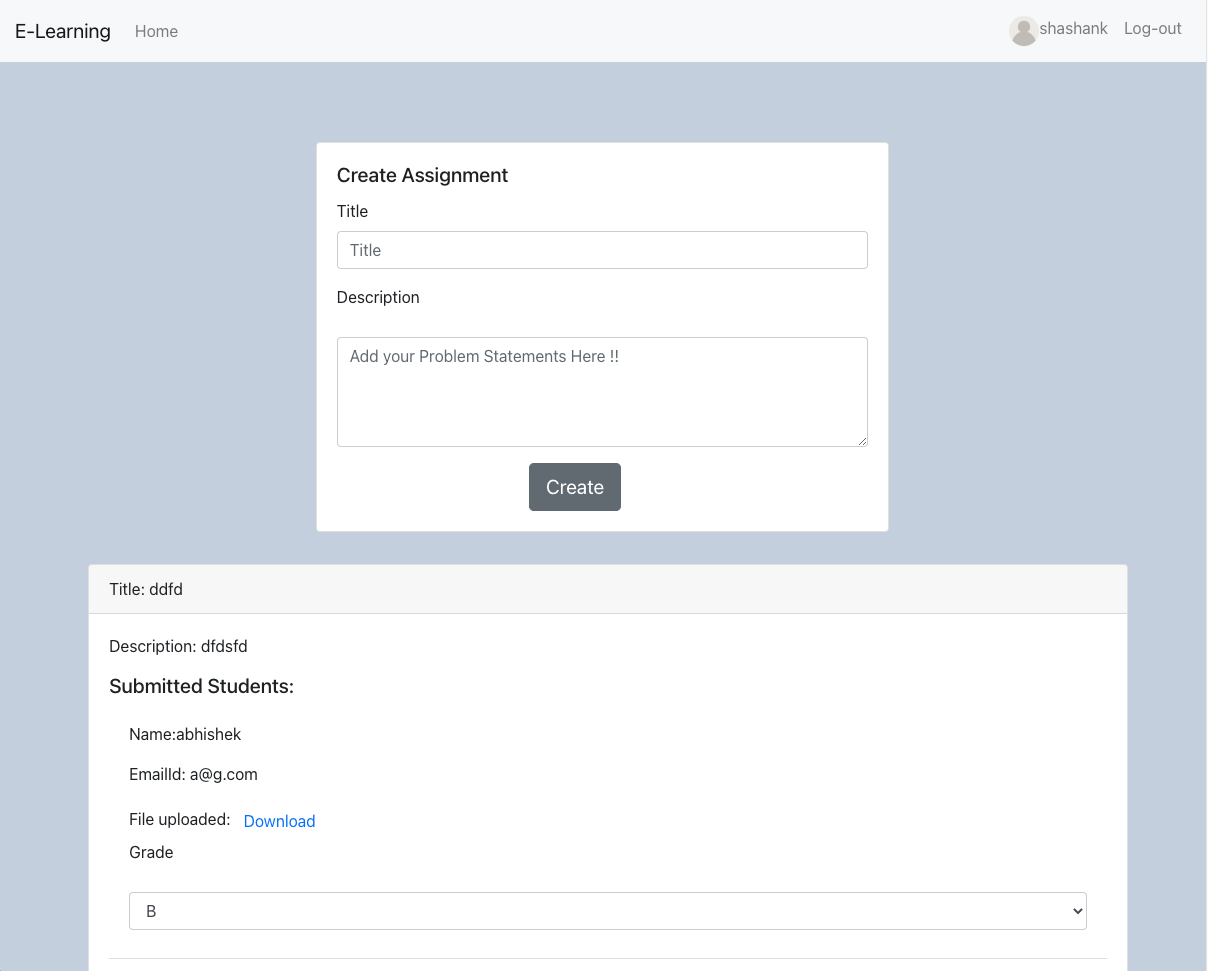 E-Learning Home shashank Log-out
Create Assignment
Title
Title
Description
Add your Problem Statements Here !!
Create
Title: ddfd
Description: dfdsfd
Submitted Students:
Name:abhishek
EmailId: a@g.com
File uploaded: Download
Grade
B